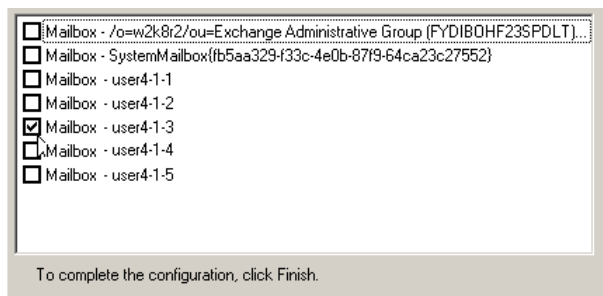 Mailbox - /o=w2k8r2/ou=Exchange Administrative Group (FYDIBOHF23SPDLT)...
Mailbox - SystemMailbox{fb5aa329-f33c-4e0b-87f9-64ca23c27552}
Mailbox - user4-1-1
Mailbox - user4-1-2
Mailbox - user4-1-3
Mailbox - user4-1-4
Mailbox - user4-1-5
To complete the configuration, click Finish.